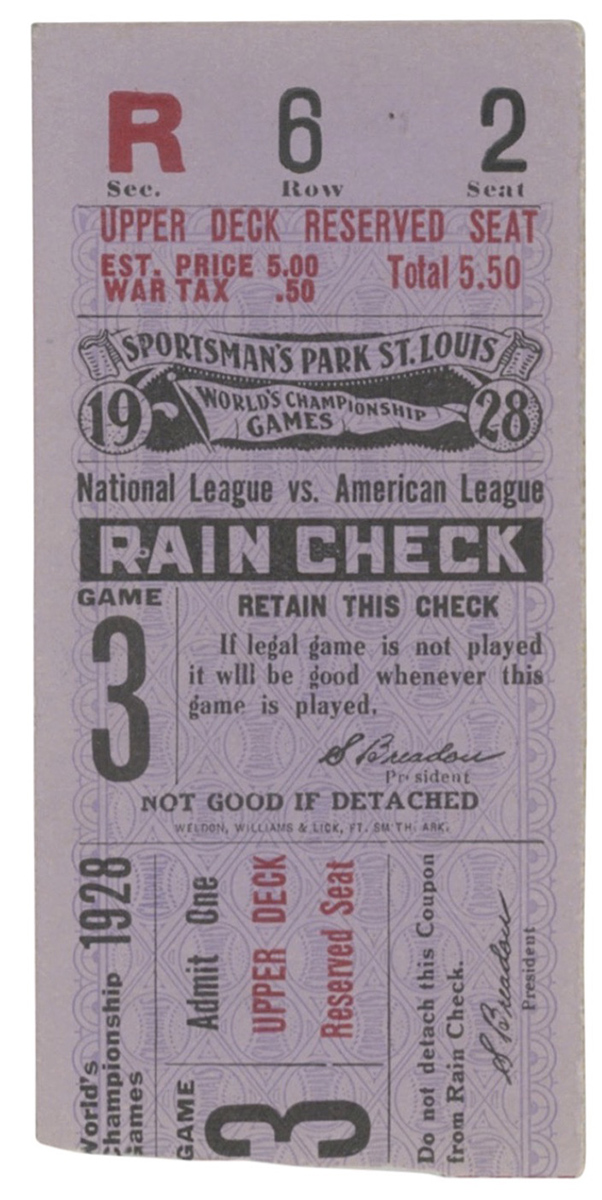 R 6 2
Sec. Row Seat
UPPER DECK RESERVED SEAT
EST. PRICE 5.00 Total 5.50
WAR TAX .50
SPORTSMAN'S PARK ST. LOUIS
19 WORLD'S CHAMPIONSHIP GAMES 28
National League vs. American League
RAIN CHECK
GAME
3
RETAIN THIS CHECK
If legal game is not played
it will be good whenever this
game is played.
S Breadon
President
NOT GOOD IF DETACHED
WELDON, WILLIAMS & LICK, FT. SMITH, ARK.
World's
Championship 1928
Games
Admit One
UPPER DECK
Reserved Seat
GAME
3
Do not detach this Coupon
from Rain Check.
S Breadon
President